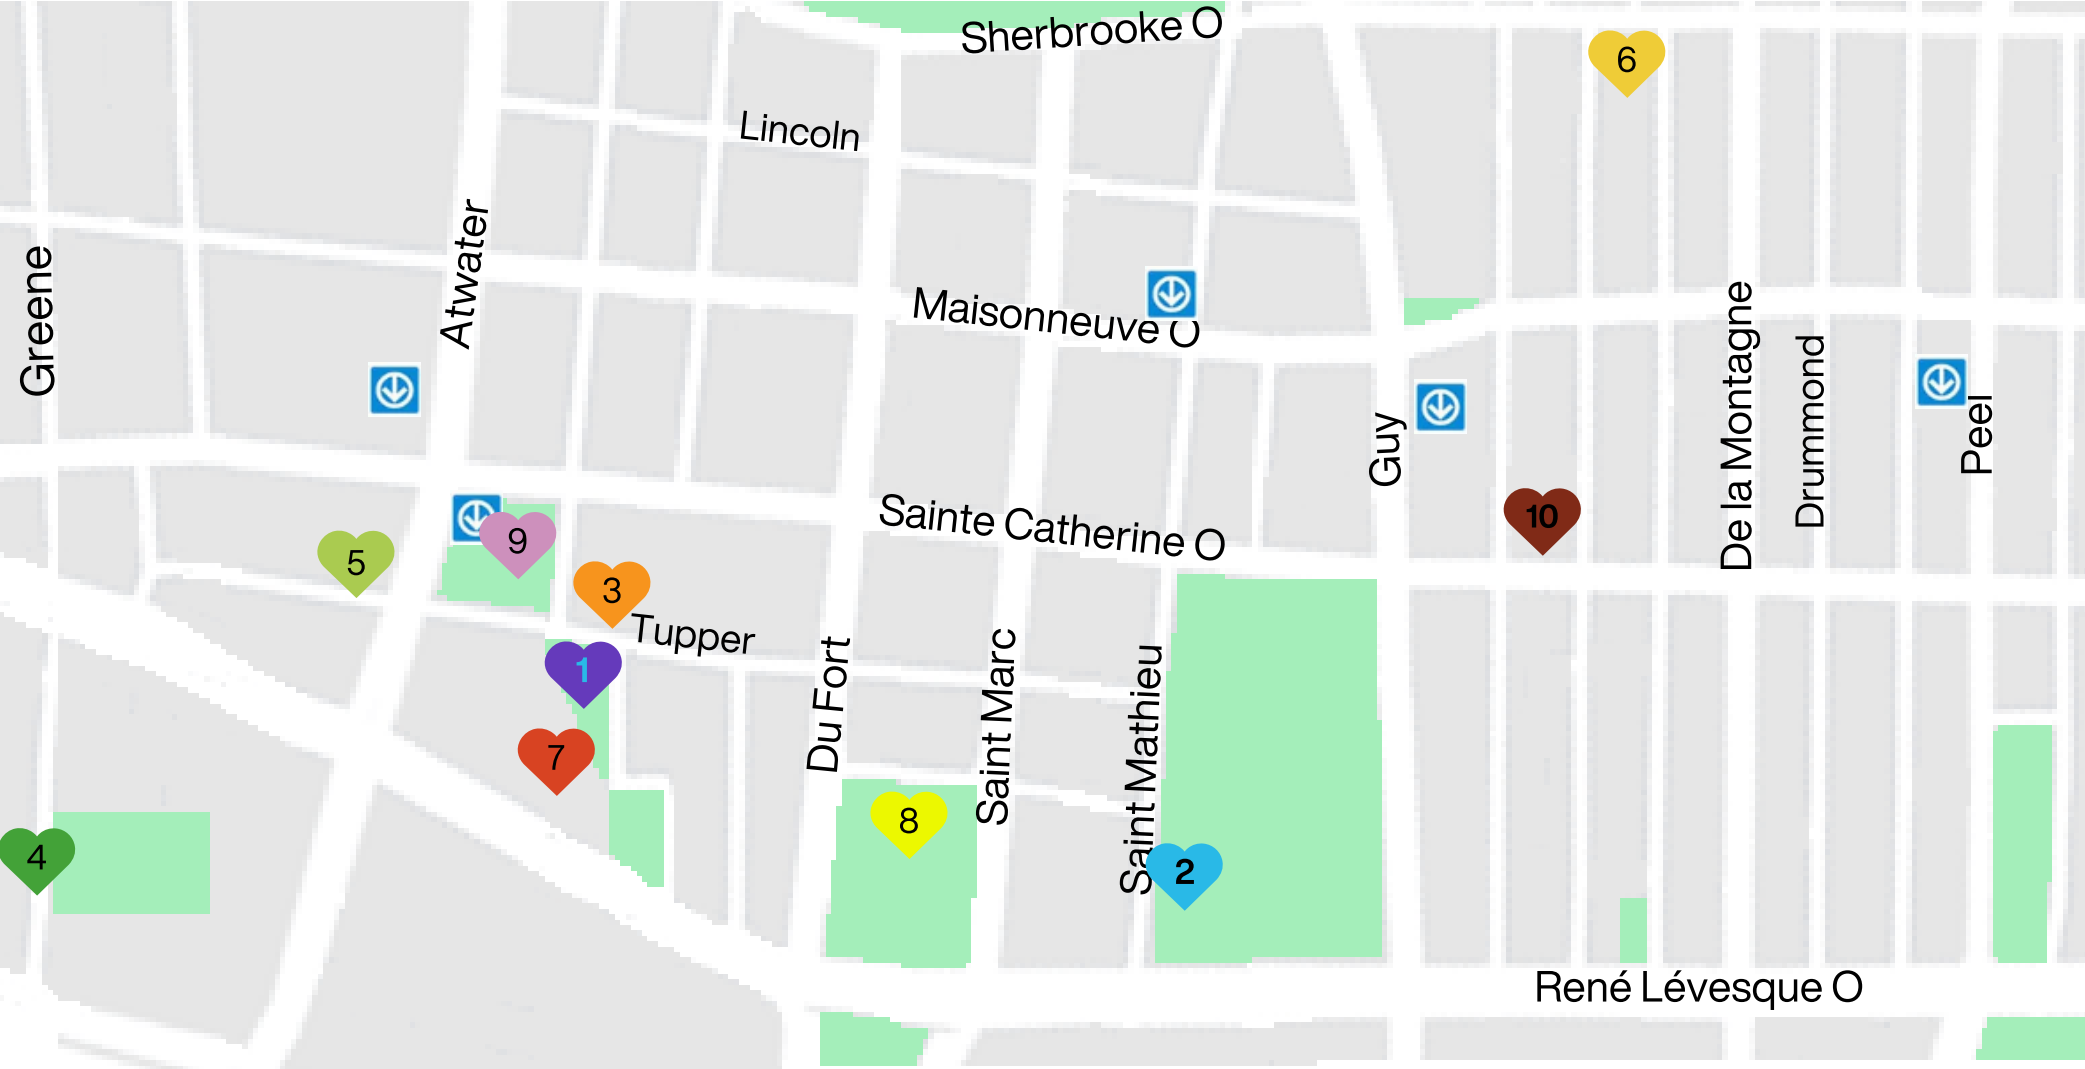 Sherbrooke O
6
Lincoln
Atwater
Greene
Maisonneuve O
De la Montagne
Drummond
Peel
Guy
Sainte Catherine O
10
9
5
3
Tupper
1
Du Fort
Saint Marc
Saint Mathieu
7
8
4
2
René Lévesque O